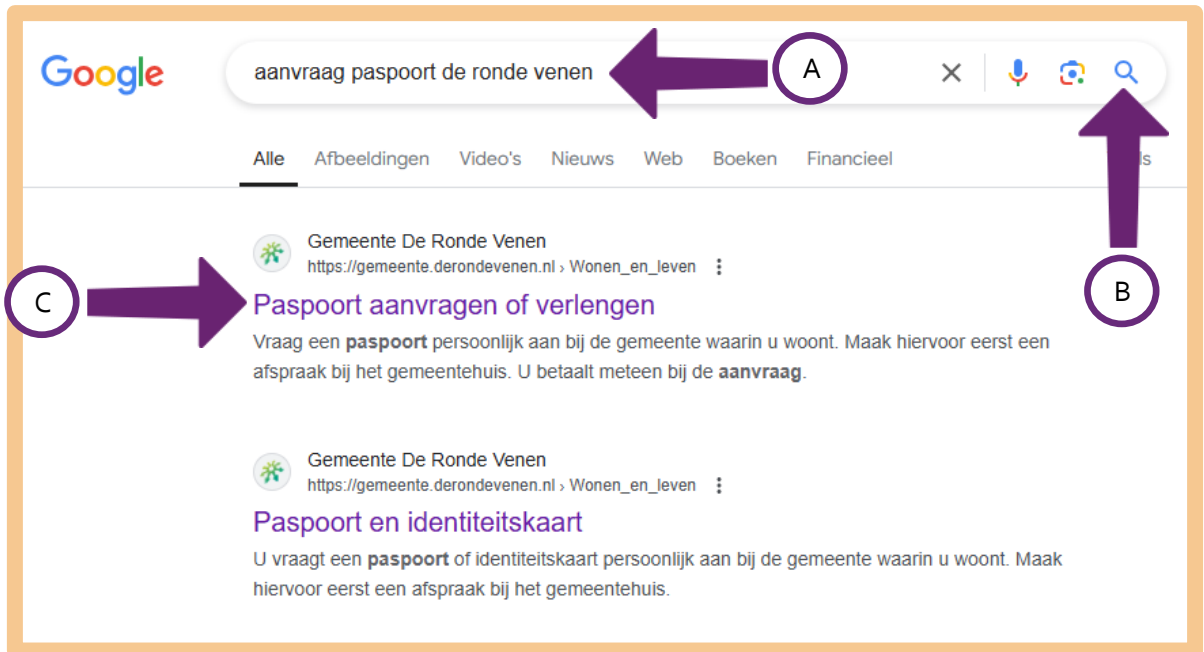 Google
aanvraag paspoort de ronde venen
A
Alle Afbeeldingen Video's Nieuws Web Boeken Financieel
B
Gemeente De Ronde Venen
https://gemeente.derondevenen.nl › Wonen_en_leven
C
Paspoort aanvragen of verlengen
Vraag een paspoort persoonlijk aan bij de gemeente waarin u woont. Maak hiervoor eerst een
afspraak bij het gemeentehuis. U betaalt meteen bij de aanvraag.
Gemeente De Ronde Venen
https://gemeente.derondevenen.nl › Wonen_en_leven
Paspoort en identiteitskaart
U vraagt een paspoort of identiteitskaart persoonlijk aan bij de gemeente waarin u woont. Maak
hiervoor eerst een afspraak bij het gemeentehuis.